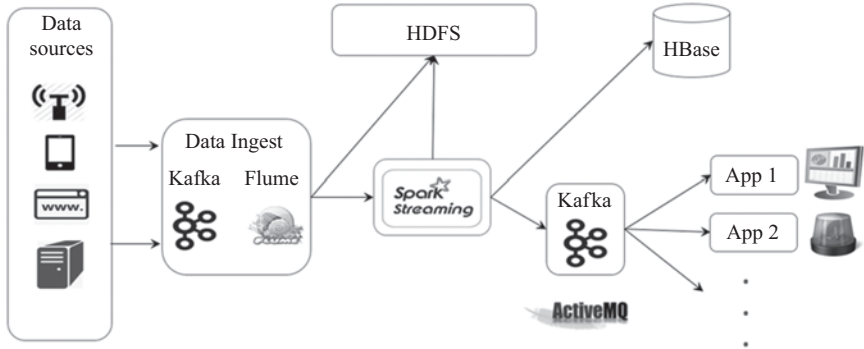 Data
sources
www.
Data Ingest
Kafka
Flume
HDFS
Spark
Streaming
HBase
Kafka
ActiveMQ
App 1
App 2